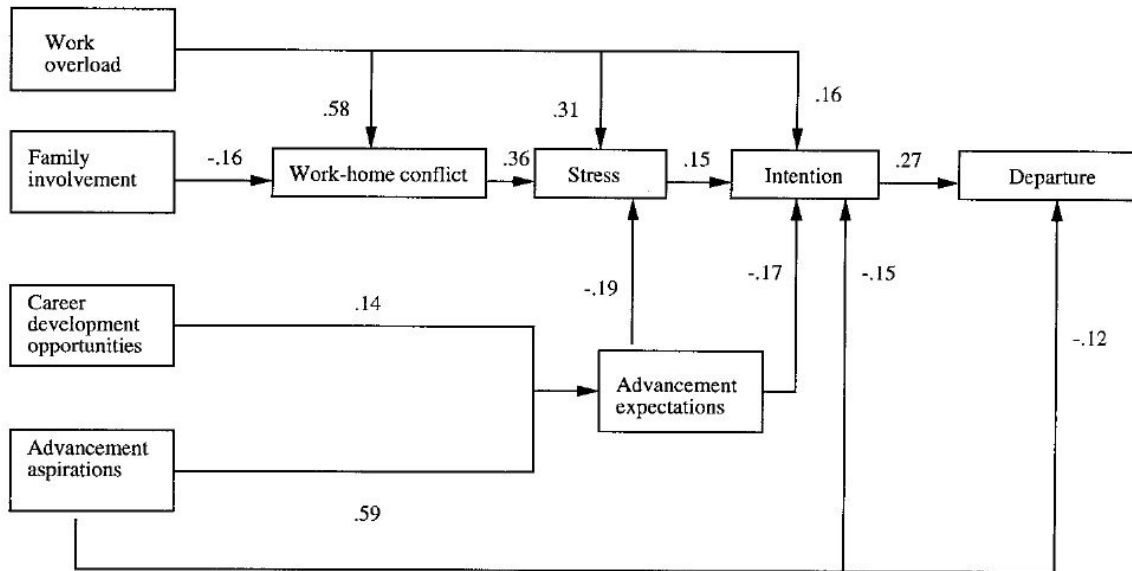 Work
overload
.58
.31
.16
Family
involvement
-.16
Work-home conflict
.36
Stress
.15
Intention
.27
Departure
Career
development
opportunities
.14
-.19
-.17
-.15
-.12
Advancement
expectations
Advancement
aspirations
.59